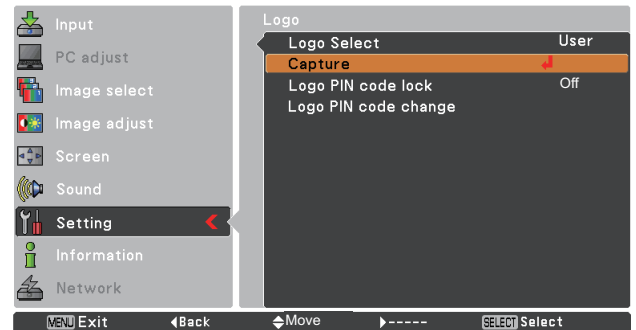 Input
PC adjust
Image select
Image adjust
Screen
Sound
Setting
Information
Network
Logo
Logo Select User
Capture
Logo PIN code lock Off
Logo PIN code change
MENU Exit Back Move ----- SELECT Select